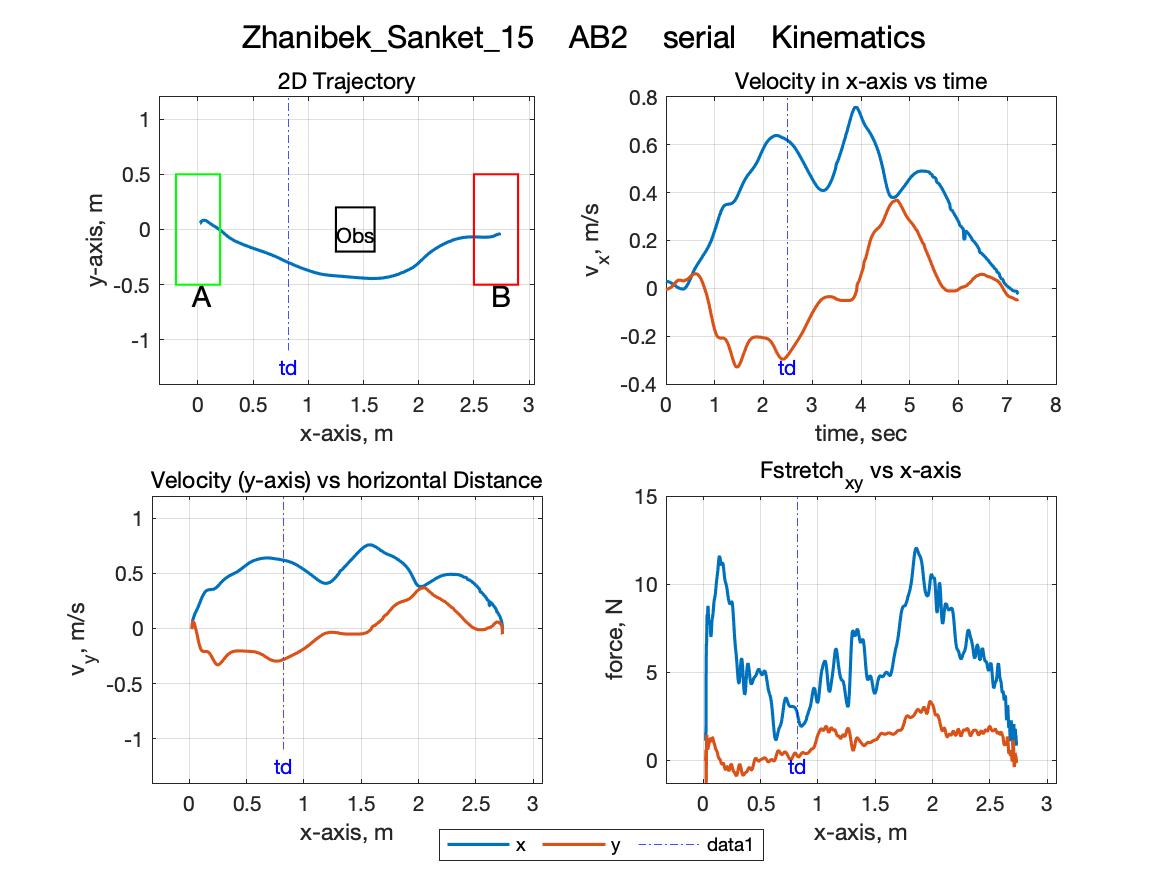 Zhanibek_Sanket_15    AB2    serial    Kinematics
2D Trajectory
y-axis, m
1
0.5
0
-0.5
-1
Obs
A
B
td
0 0.5 1 1.5 2 2.5 3
x-axis, m
Velocity in x-axis vs time
v_x, m/s
0.8
0.6
0.4
0.2
0
-0.2
-0.4
td
0 1 2 3 4 5 6 7 8
time, sec
Velocity (y-axis) vs horizontal Distance
v_y, m/s
1
0.5
0
-0.5
-1
td
0 0.5 1 1.5 2 2.5 3
x-axis, m
Fstretch_xy vs x-axis
force, N
15
10
5
0
td
0 0.5 1 1.5 2 2.5 3
x-axis, m
x y data1